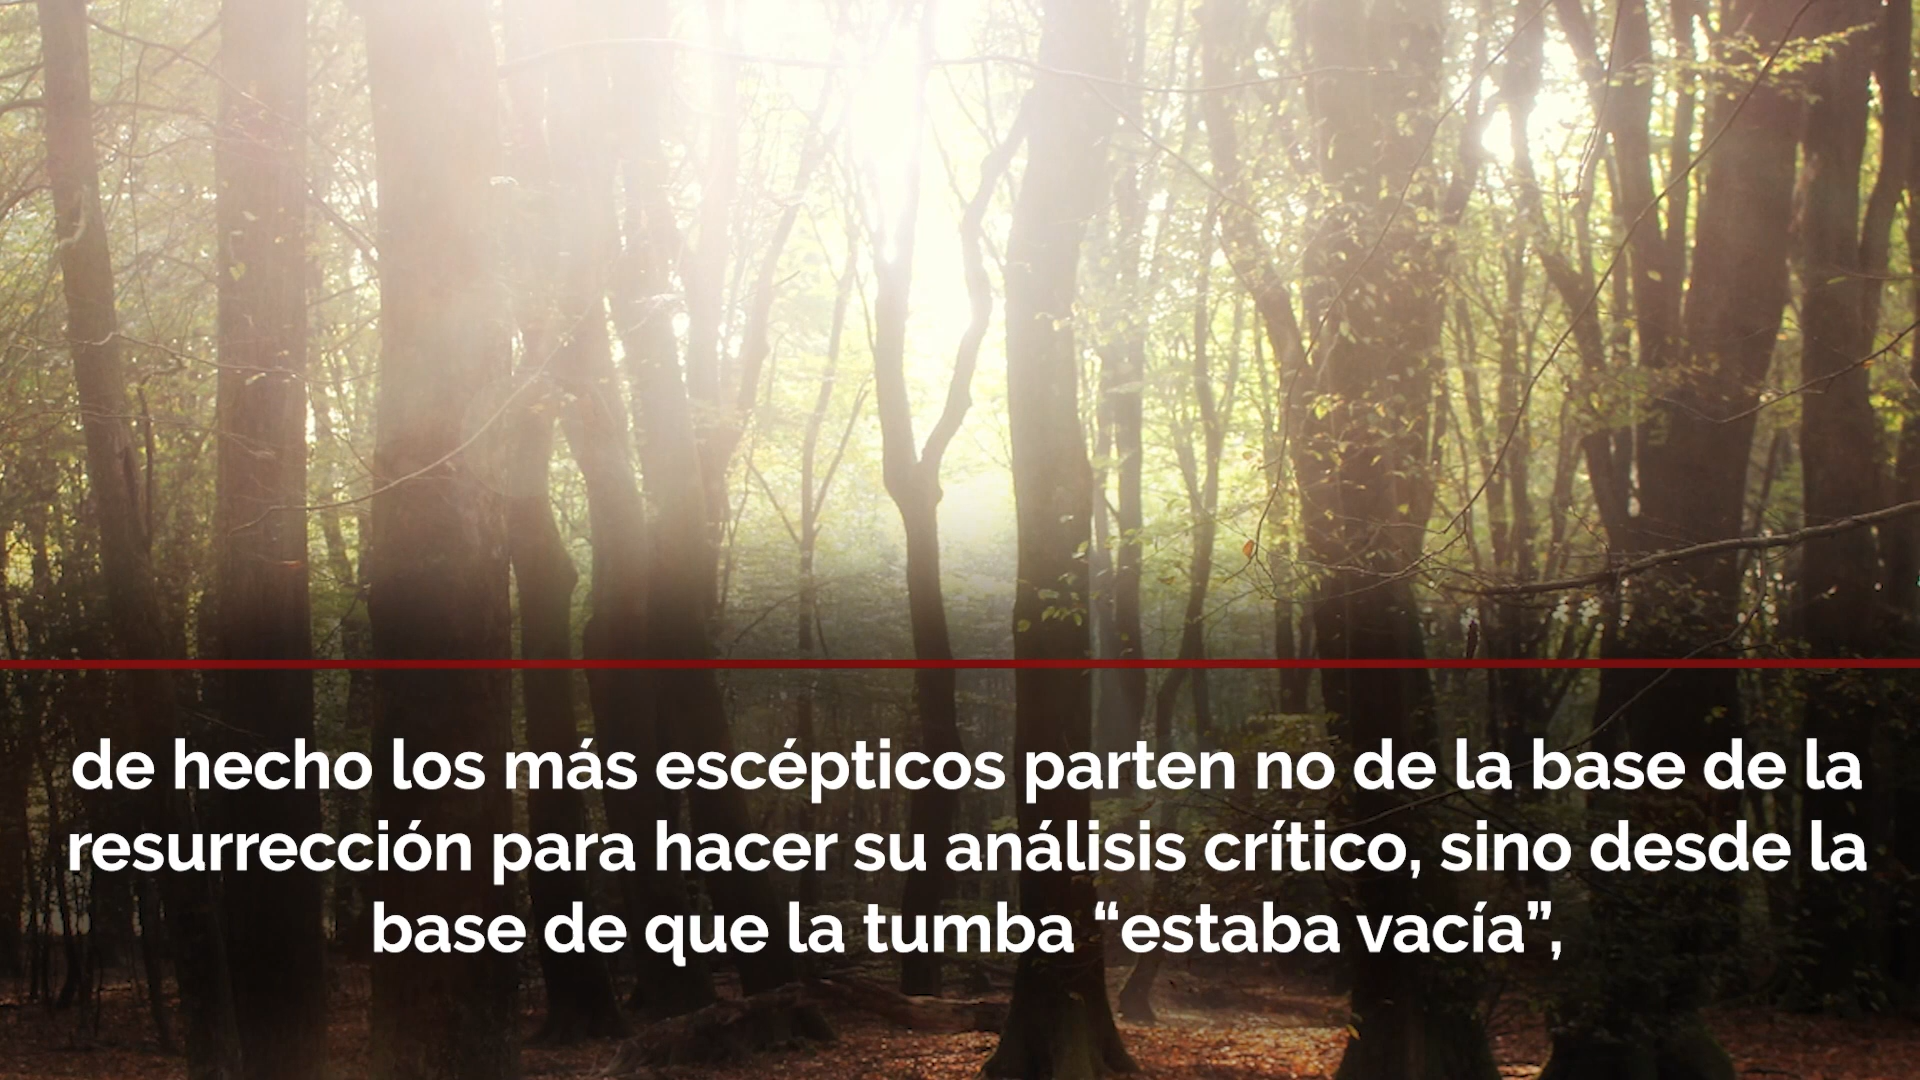 de hecho los más escépticos parten no de la base de la
resurrección para hacer su análisis crítico, sino desde la
base de que la tumba “estaba vacía”,